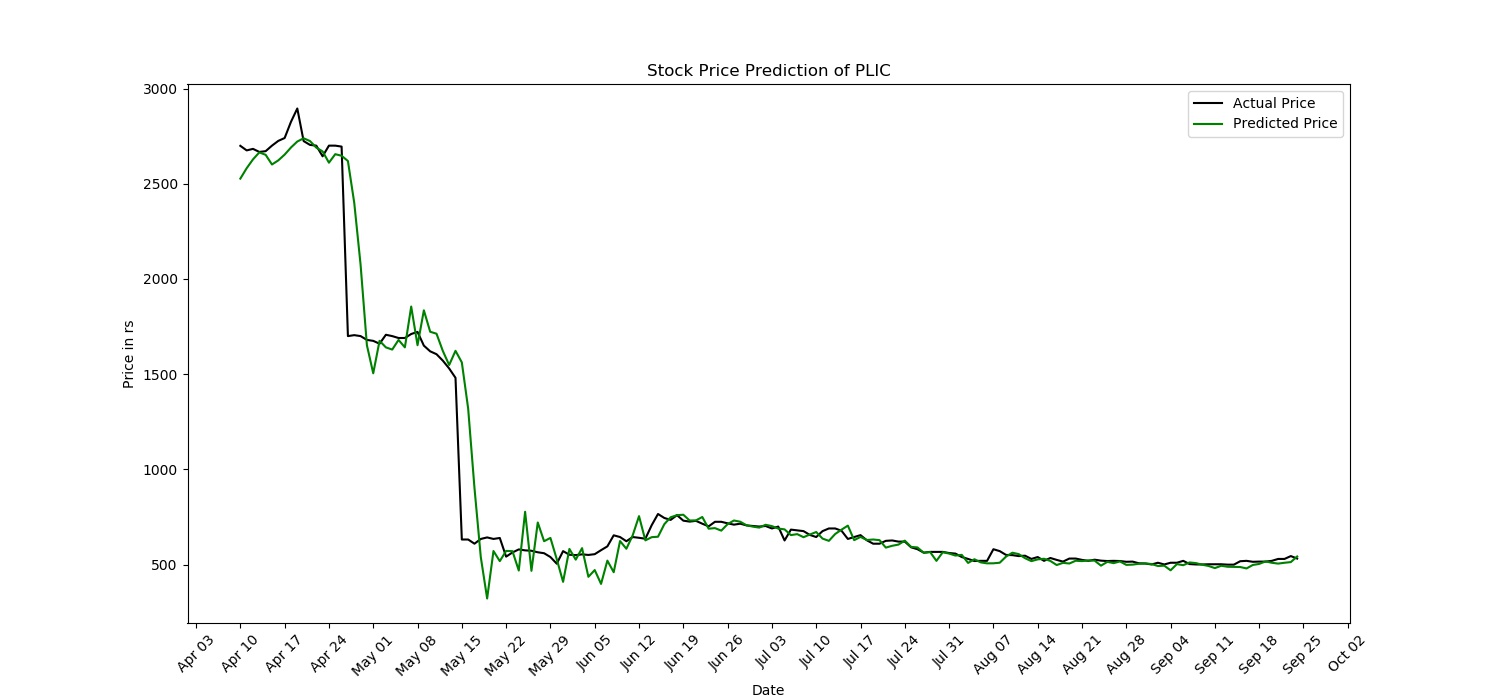 Stock Price Prediction of PLIC
Actual Price
Predicted Price
Price in rs
3000
2500
2000
1500
1000
500
Apr 03
Apr 10
Apr 17
Apr 24
May 01
May 08
May 15
May 22
May 29
Jun 05
Jun 12
Jun 19
Jun 26
Jul 03
Jul 10
Jul 17
Jul 24
Jul 31
Aug 07
Aug 14
Aug 21
Aug 28
Sep 04
Sep 11
Sep 18
Sep 25
Oct 02
Date